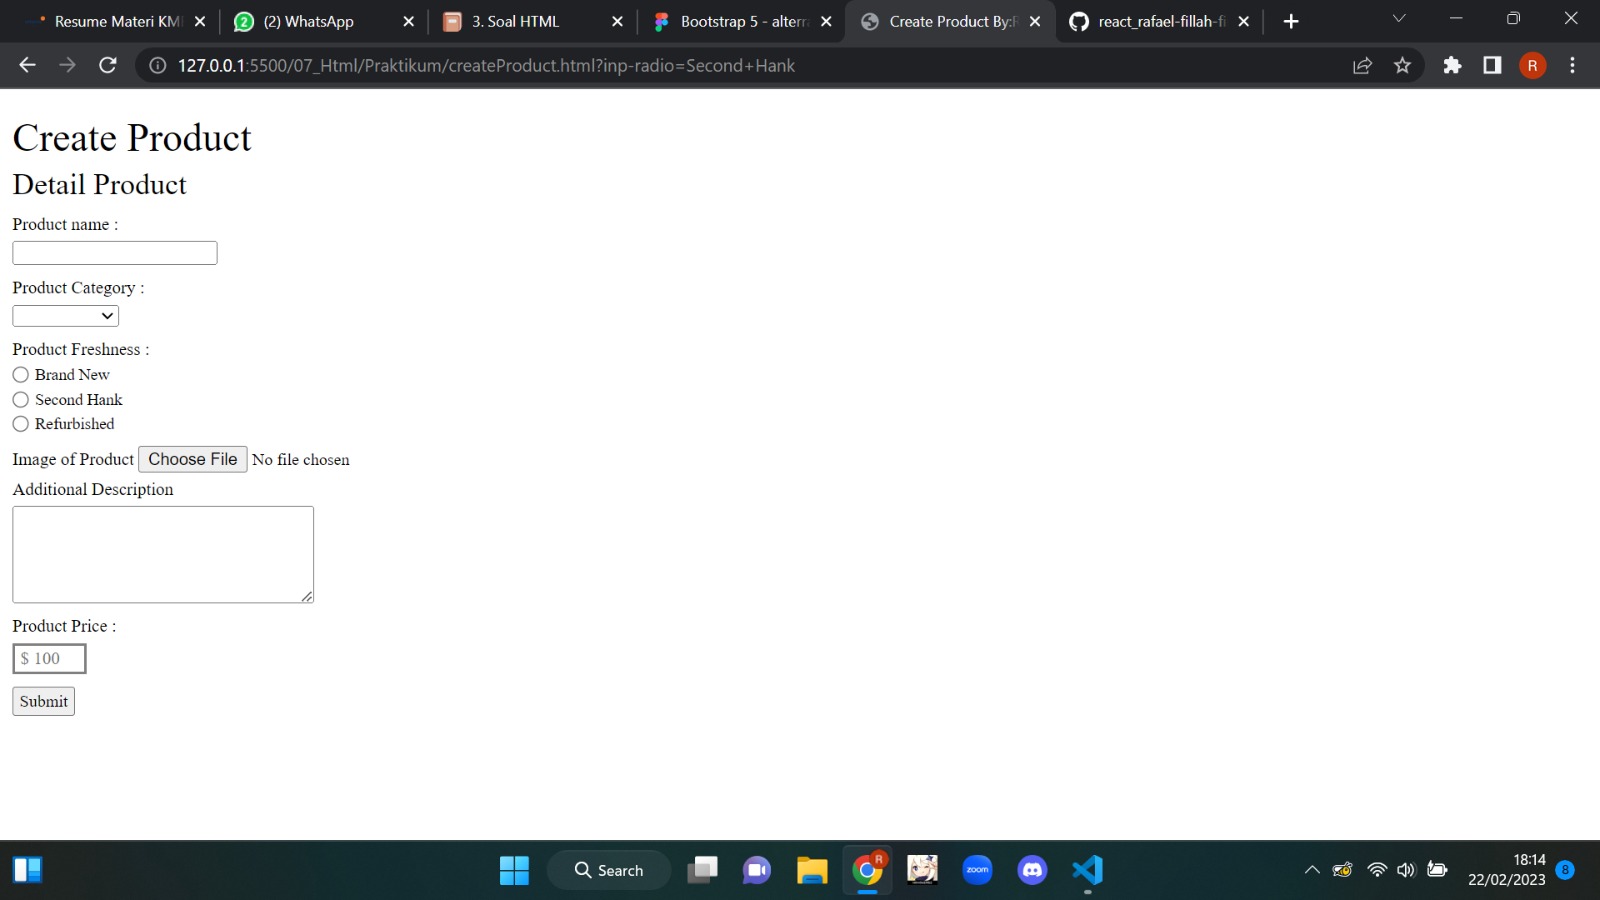 Resume Materi KM
(2) WhatsApp
3. Soal HTML
Bootstrap 5 - alterr
Create Product By:R
react_rafael-fillah-fi
127.0.0.1:5500/07_Html/Praktikum/createProduct.html?inp-radio=Second+Hank
R
Create Product
Detail Product
Product name :
Product Category :
Product Freshness :
Brand New
Second Hank
Refurbished
Image of Product Choose File No file chosen
Additional Description
Product Price :
$ 100
Submit
Search
R
zoom
18:14
22/02/2023
8